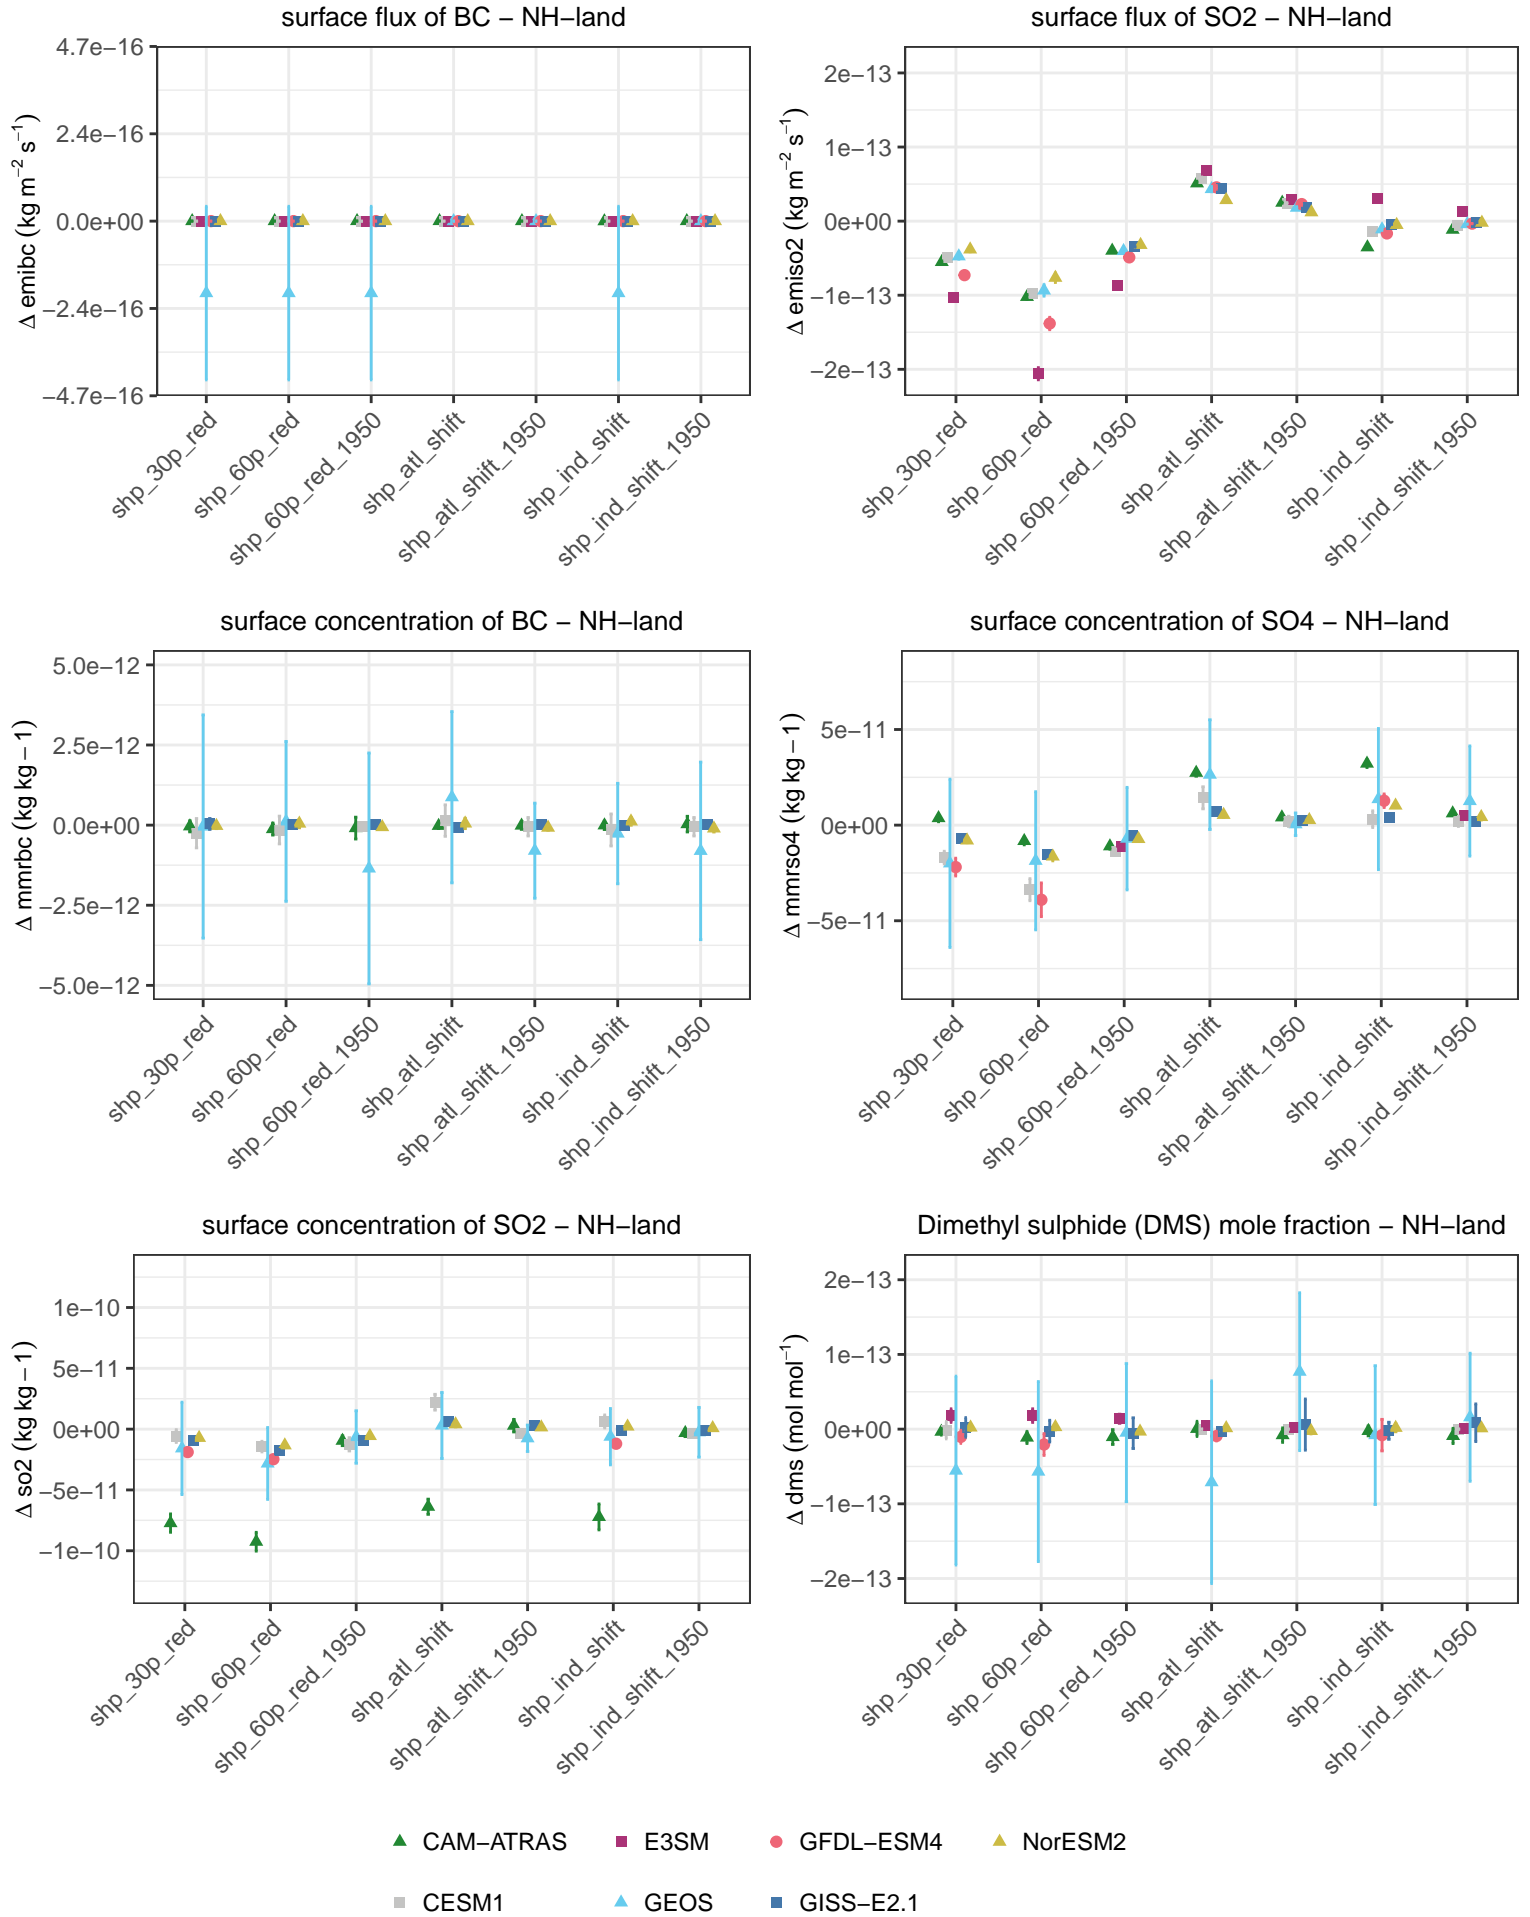 surface flux of BC − NH−land
4.7e−16
2.4e−16
0.0e+00
−2.4e−16
−4.7e−16
Δ emibc (kg m−2 s−1)
shp_30p_red
shp_60p_red
shp_60p_red_1950
shp_atl_shift
shp_atl_shift_1950
shp_ind_shift
shp_ind_shift_1950
surface flux of SO2 − NH−land
2e−13
1e−13
0e+00
−1e−13
−2e−13
Δ emiso2 (kg m−2 s−1)
shp_30p_red
shp_60p_red
shp_60p_red_1950
shp_atl_shift
shp_atl_shift_1950
shp_ind_shift
shp_ind_shift_1950
surface concentration of BC − NH−land
5.0e−12
2.5e−12
0.0e+00
−2.5e−12
−5.0e−12
Δ mmrbc (kg kg − 1)
shp_30p_red
shp_60p_red
shp_60p_red_1950
shp_atl_shift
shp_atl_shift_1950
shp_ind_shift
shp_ind_shift_1950
surface concentration of SO4 − NH−land
5e−11
0e+00
−5e−11
Δ mmrso4 (kg kg − 1)
shp_30p_red
shp_60p_red
shp_60p_red_1950
shp_atl_shift
shp_atl_shift_1950
shp_ind_shift
shp_ind_shift_1950
surface concentration of SO2 − NH−land
1e−10
5e−11
0e+00
−5e−11
−1e−10
Δ so2 (kg kg − 1)
shp_30p_red
shp_60p_red
shp_60p_red_1950
shp_atl_shift
shp_atl_shift_1950
shp_ind_shift
shp_ind_shift_1950
Dimethyl sulphide (DMS) mole fraction − NH−land
2e−13
1e−13
0e+00
−1e−13
−2e−13
Δ dms (mol mol−1)
shp_30p_red
shp_60p_red
shp_60p_red_1950
shp_atl_shift
shp_atl_shift_1950
shp_ind_shift
shp_ind_shift_1950
CAM−ATRAS E3SM GFDL−ESM4 NorESM2
CESM1 GEOS GISS−E2.1